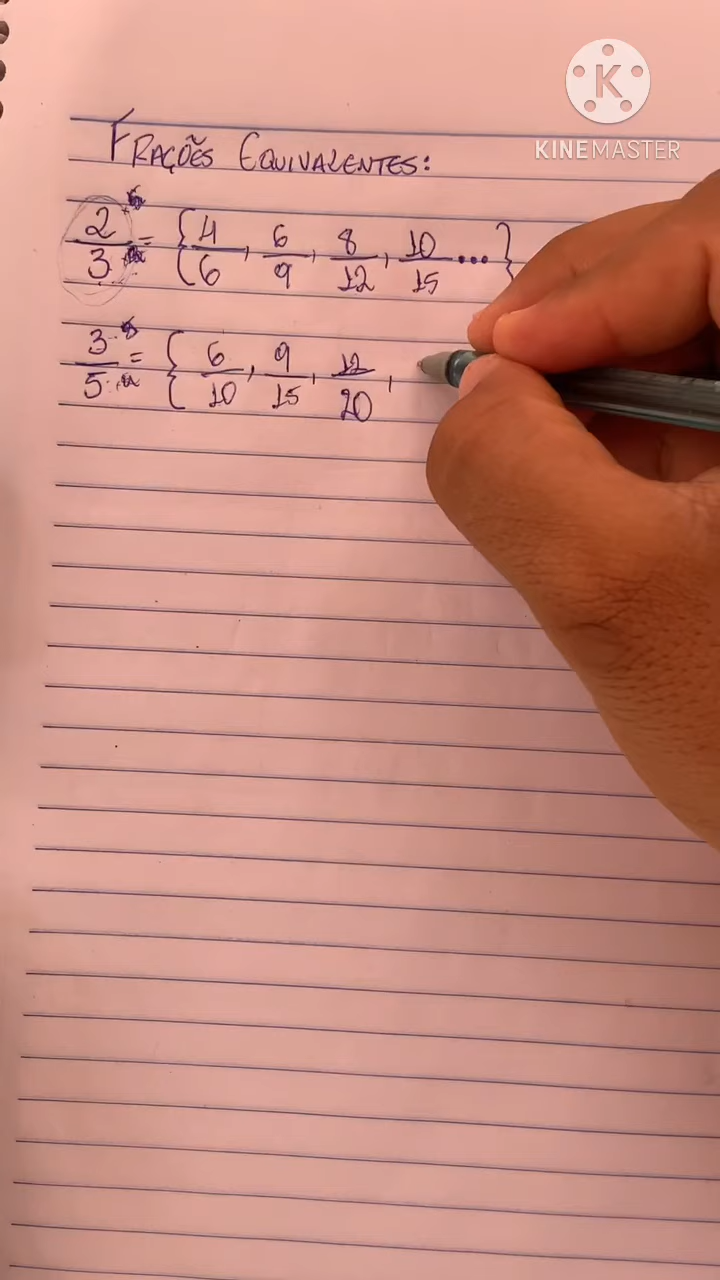 K
KINEMASTER
FRAÇÕES EQUIVALENTES:
2/3 = {4/6, 6/9, 8/12, 10/15 ...}
3/5 = {6/10, 9/15, 12/20,